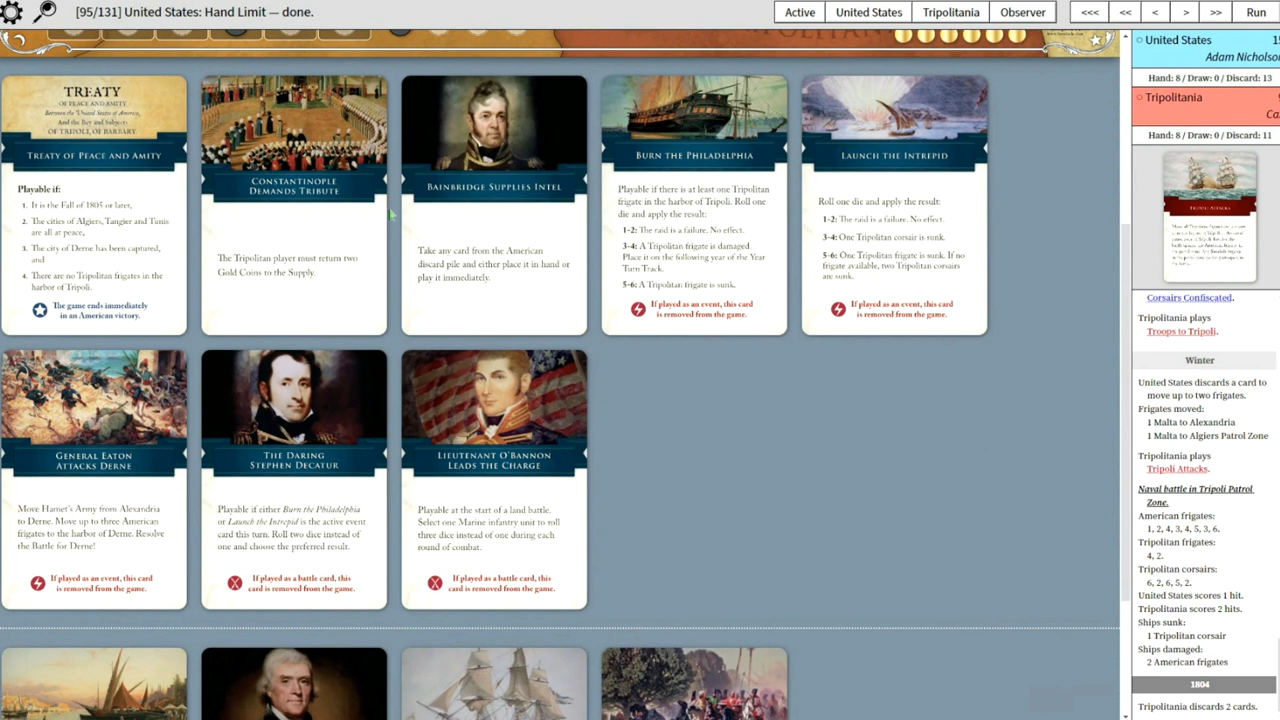 [95/131] United States: Hand Limit — done.
Active
United States
Tripolitania
Observer
<<<
<<
<
>
>>
Run
TREATY
OF PEACE AND AMITY
Between the United States of America,
And the Bey and Subjects
OF TRIPOLI, OF BARBARY
TREATY OF PEACE AND AMITY
Playable if:
1. It is the Fall of 1805 or later,
2. The cities of Algiers, Tangier and Tunis
are all at peace,
3. The city of Derne has been captured,
and
4. There are no Tripolitan frigates in the
harbor of Tripoli.
The game ends immediately
in an American victory.
CONSTANTINOPLE
DEMANDS TRIBUTE
The Tripolitan player must return two
Gold Coins to the Supply.
BAINBRIDGE SUPPLIES INTEL
Take any card from the American
discard pile and either place it in hand or
play it immediately.
BURN THE PHILADELPHIA
Playable if there is at least one Tripolitan
frigate in the harbor of Tripoli. Roll one
die and apply the result:
1-2: The raid is a failure. No effect.
3-4: A Tripolitan frigate is damaged.
Place it on the following year of the Year
Turn Track.
5-6: A Tripolitan frigate is sunk.
If played as an event, this card
is removed from the game.
LAUNCH THE INTREPID
Roll one die and apply the result:
1-2: The raid is a failure. No effect.
3-4: One Tripolitan corsair is sunk.
5-6: One Tripolitan frigate is sunk. If no
frigate available, two Tripolitan corsairs
are sunk.
If played as an event, this card
is removed from the game.
GENERAL EATON
ATTACKS DERNE
Move Hamet's Army from Alexandria
to Derne. Move up to three American
frigates to the harbor of Derne. Resolve
the Battle for Derne!
If played as an event, this card
is removed from the game.
THE DARING
STEPHEN DECATUR
Playable if either Burn the Philadelphia
or Launch the Intrepid is the active event
card this turn. Roll two dice instead of
one and choose the preferred result.
If played as a battle card, this
card is removed from the game.
LIEUTENANT O'BANNON
LEADS THE CHARGE
Playable at the start of a land battle.
Select one Marine infantry unit to roll
three dice instead of one during each
round of combat.
If played as a battle card, this
card is removed from the game.
United States
Adam Nicholso
Hand: 8 / Draw: 0 / Discard: 13
Tripolitania
Ca
Hand: 8 / Draw: 0 / Discard: 11
TRIPOLI ATTACKS
Corsairs Confiscated.
Tripolitania plays
Troops to Tripoli.
Winter
United States discards a card to
move up to two frigates.
Frigates moved:
1 Malta to Alexandria
1 Malta to Algiers Patrol Zone
Tripolitania plays
Tripoli Attacks.
Naval battle in Tripoli Patrol
Zone.
American frigates:
1, 2, 4, 3, 4, 5, 3, 6.
Tripolitan frigates:
4, 2.
Tripolitan corsairs:
6, 2, 6, 5, 2.
United States scores 1 hit.
Tripolitania scores 2 hits.
Ships sunk:
1 Tripolitan corsair
Ships damaged:
2 American frigates
1804
Tripolitania discards 2 cards.